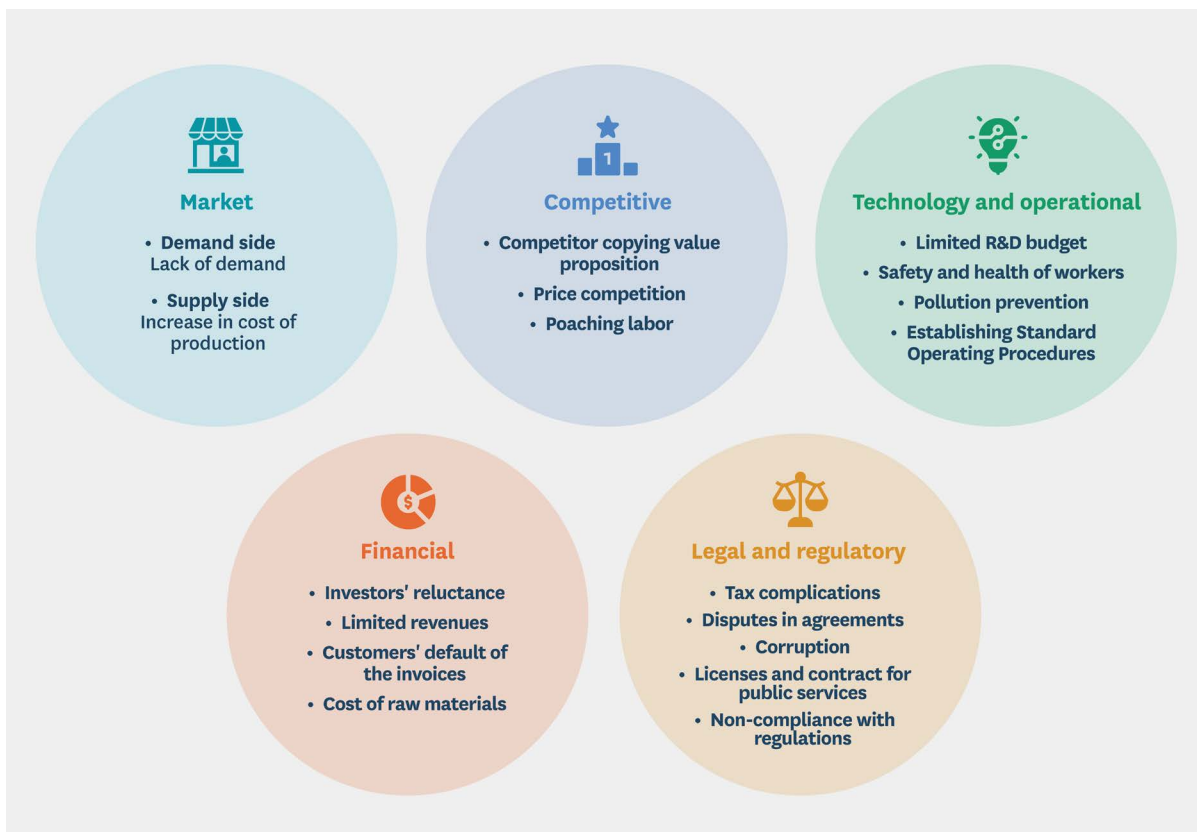 Market
• Demand side
Lack of demand
• Supply side
Increase in cost of
production
1
Competitive
• Competitor copying value
proposition
• Price competition
• Poaching labor
Technology and operational
• Limited R&D budget
• Safety and health of workers
• Pollution prevention
• Establishing Standard
Operating Procedures
$
Financial
• Investors' reluctance
• Limited revenues
• Customers' default of
the invoices
• Cost of raw materials
Legal and regulatory
• Tax complications
• Disputes in agreements
• Corruption
• Licenses and contract for
public services
• Non-compliance with
regulations